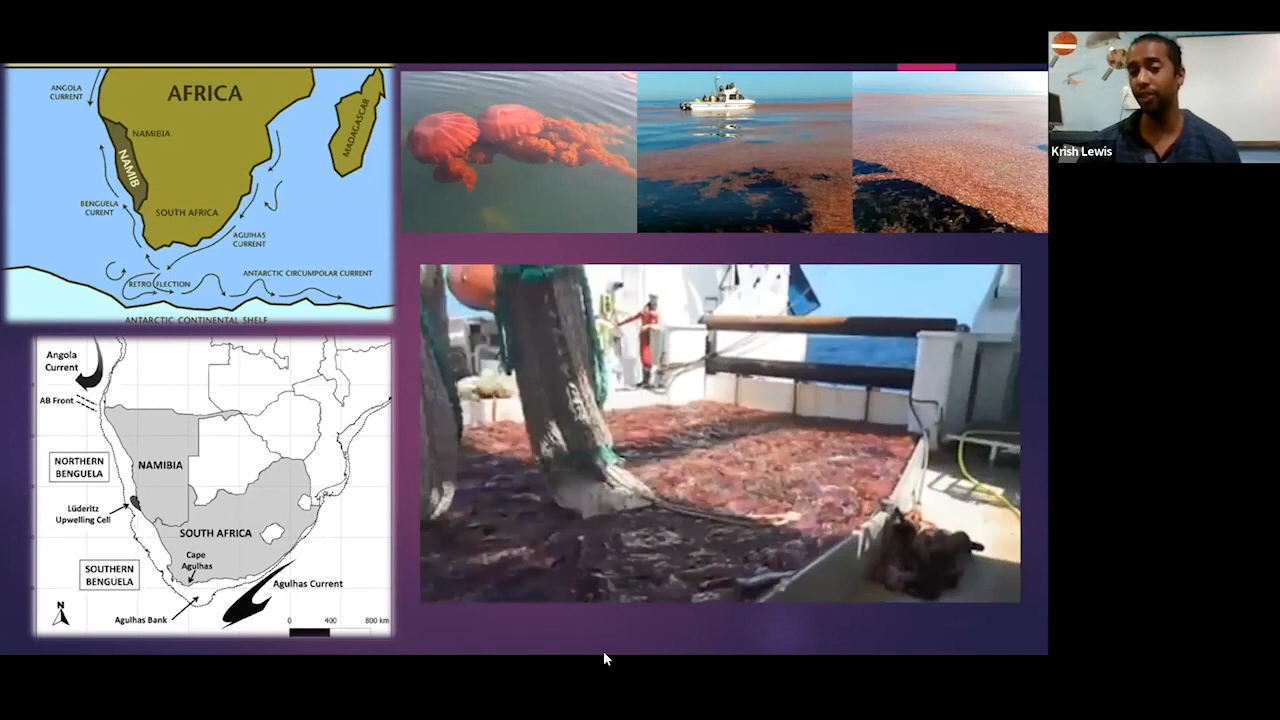 AFRICA
ANGOLA
CURRENT
NAMIBIA
MADAGASCAR
NAMIB
BENGUELA
CURENT
SOUTH AFRICA
AGUlHAS
CURRENT
ANTARCTIC CIRCUMPOLAR CURRENT
RETROFLECTION
ANTARCTIC CONTINENTAL SHELF
Krish Lewis
Angola
Current
AB Front
NORTHERN
BENGUELA
NAMIBIA
Lüderitz
Upwelling Cell
SOUTH AFRICA
Cape
Agulhas
SOUTHERN
BENGUELA
Agulhas Current
N
Agulhas Bank
0 400 800 km